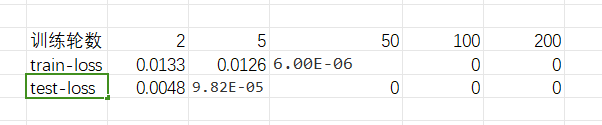 训练轮数 2 5 50 100 200
train-loss 0.0133 0.0126 6.00E-06 0 0
test-loss 0.0048 9.82E-05 0 0 0